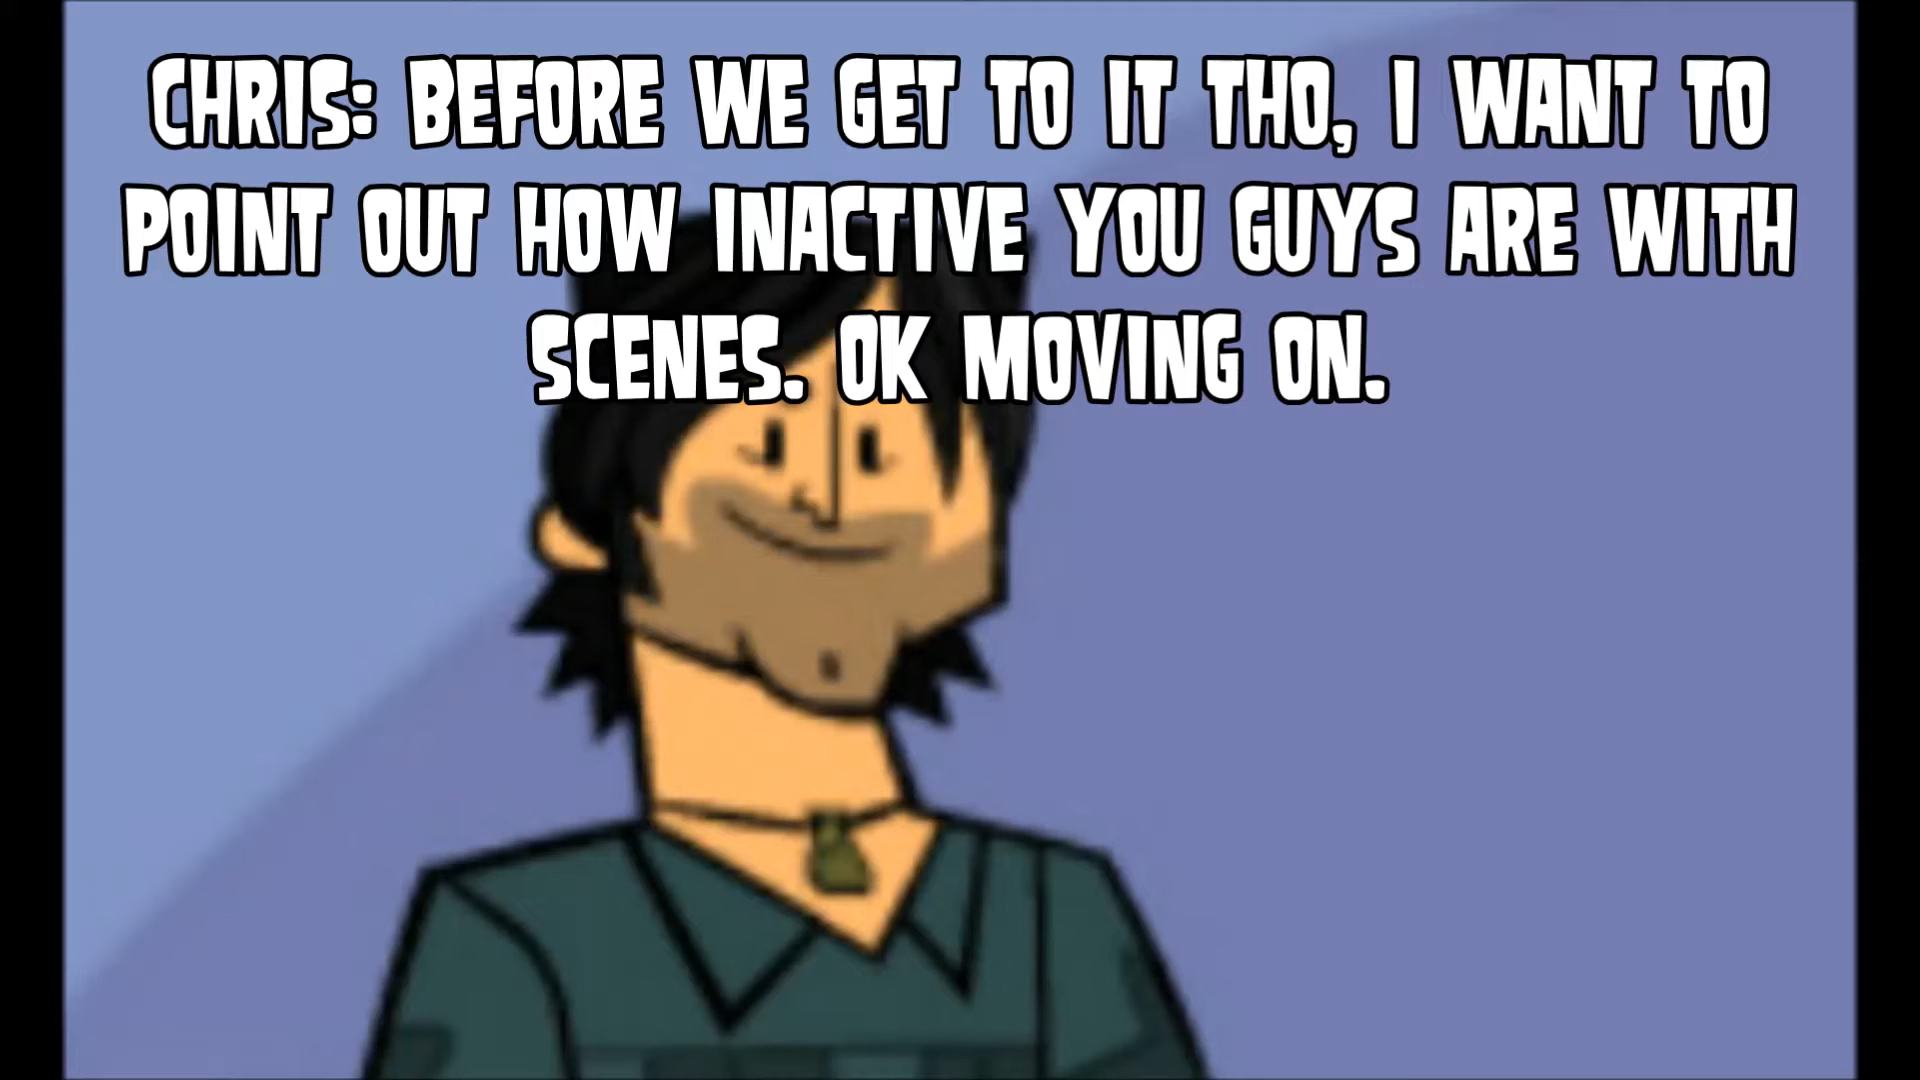 CHRIS: BEFORE WE GET TO IT THO, I WANT TO
POINT OUT HOW INACTIVE YOU GUYS ARE WITH
SCENES. OK MOVING ON.